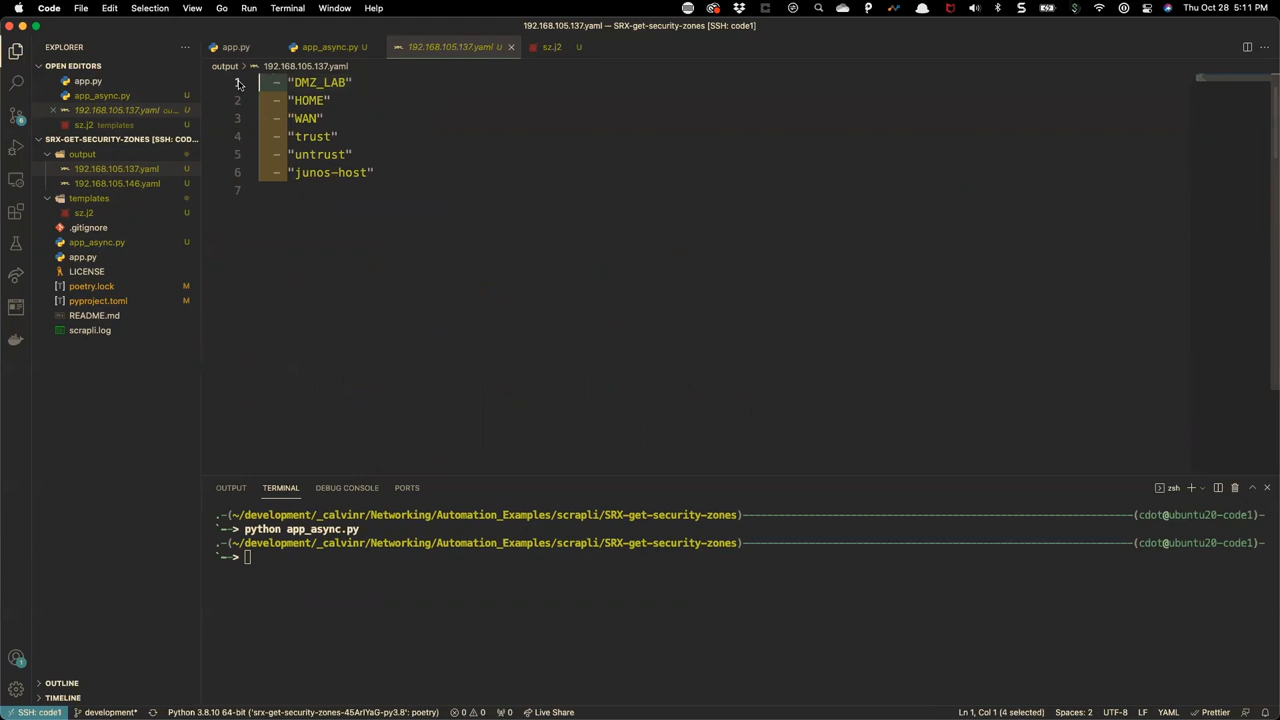 Code File Edit Selection View Go Run Terminal Window Help Thu Oct 28 5:11 PM
192.168.105.137.yaml — SRX-get-security-zones [SSH: code1]
EXPLORER
app.py
app_async.py U
192.168.105.137.yaml U
sz.j2 U
OPEN EDITORS
output > 192.168.105.137.yaml
app.py
app_async.py U
192.168.105.137.yaml ou... U
sz.j2 templates U
SRX-GET-SECURITY-ZONES [SSH: COD...
output
192.168.105.137.yaml U
192.168.105.146.yaml U
templates
sz.j2 U
.gitignore
app_async.py U
app.py
LICENSE
poetry.lock M
pyproject.toml M
README.md
scrapli.log
OUTLINE
TIMELINE
1 - "DMZ_LAB"
2 - "HOME"
3 - "WAN"
4 - "trust"
5 - "untrust"
6 - "junos-host"
7
OUTPUT TERMINAL DEBUG CONSOLE PORTS zsh
.-(~/development/_calvinr/Networking/Automation_Examples/scrapli/SRX-get-security-zones)------(cdot@ubuntu20-code1)-
`--> python app_async.py
.-(~/development/_calvinr/Networking/Automation_Examples/scrapli/SRX-get-security-zones)------(cdot@ubuntu20-code1)-
`-->
SSH: code1 development* Python 3.8.10 64-bit ('srx-get-security-zones-45ArIYaG-py3.8': poetry) 0 0 0 Live Share Ln 1, Col 1 (4 selected) Spaces: 2 UTF-8 LF YAML Prettier